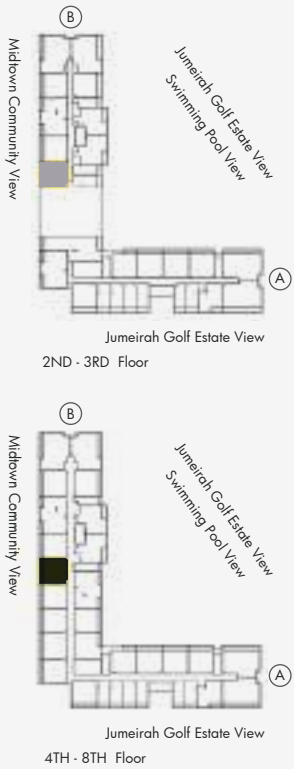 B
Midtown Community View
Jumeirah Golf Estate View
Swimming Pool View
A
Jumeirah Golf Estate View
2ND - 3RD Floor
B
Midtown Community View
Jumeirah Golf Estate View
Swimming Pool View
A
Jumeirah Golf Estate View
4TH - 8TH Floor